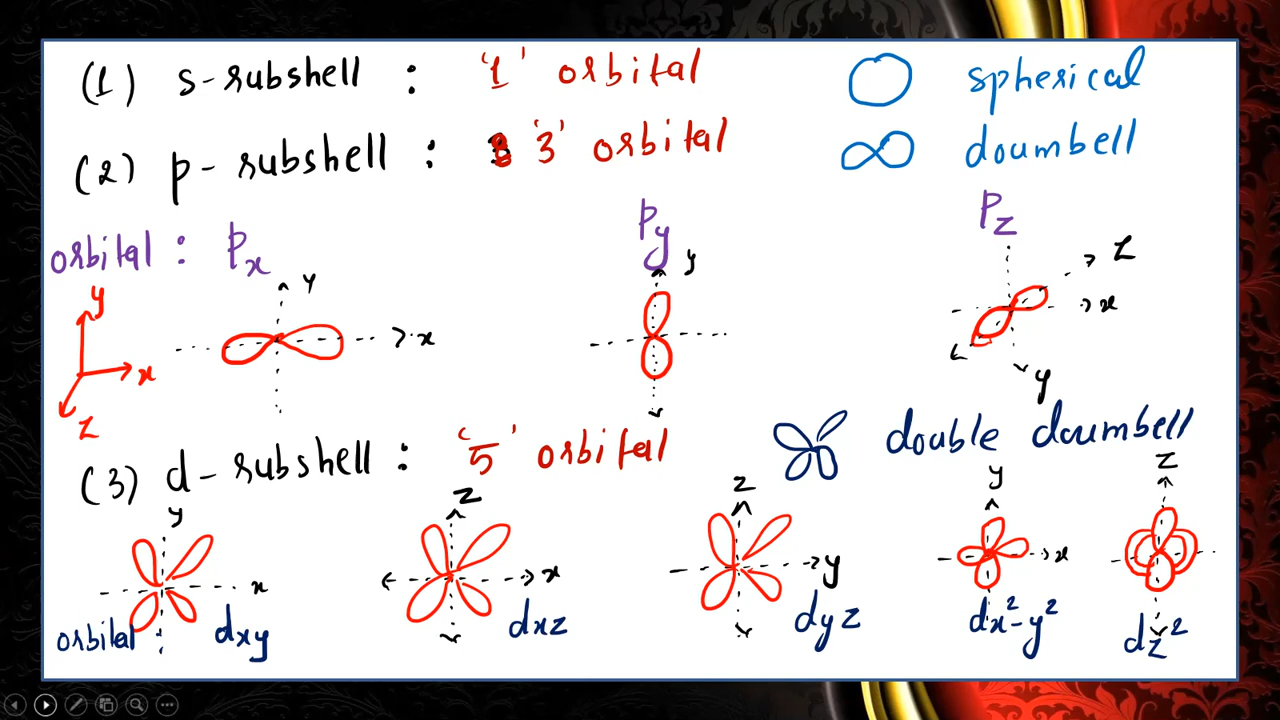 (1) s-subshell : '1' orbital spherical
(2) p-subshell : '3' orbital doumbell
orbital : Px Py Pz
y y z
y x x
x
z y
(3) d-subshell : '5' orbital double doumbell
y z z y z
x x y x
orbital : dxy dxz dyz dx²-y² dz²